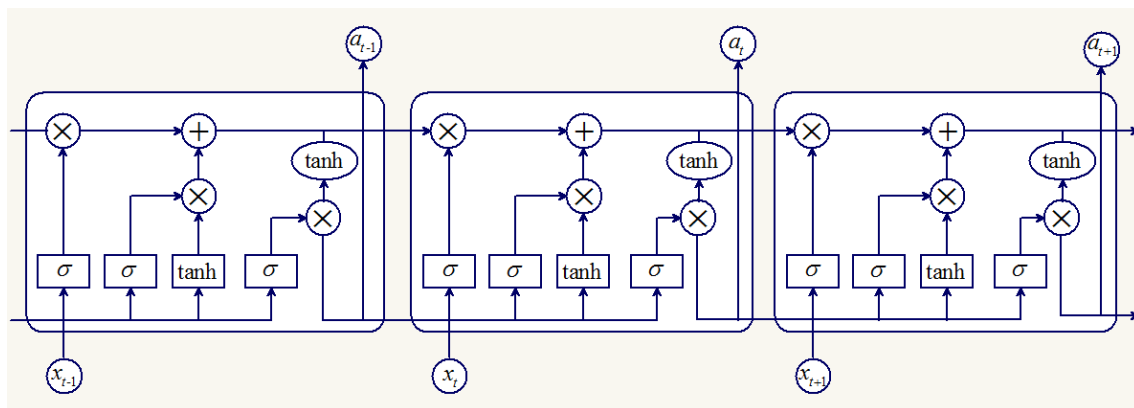 a_{t-1} a_t a_{t+1}
× + × + × +
tanh tanh tanh
× × ×
× × ×
σ σ tanh σ σ σ tanh σ σ σ tanh σ
x_{t-1} x_t x_{t+1}